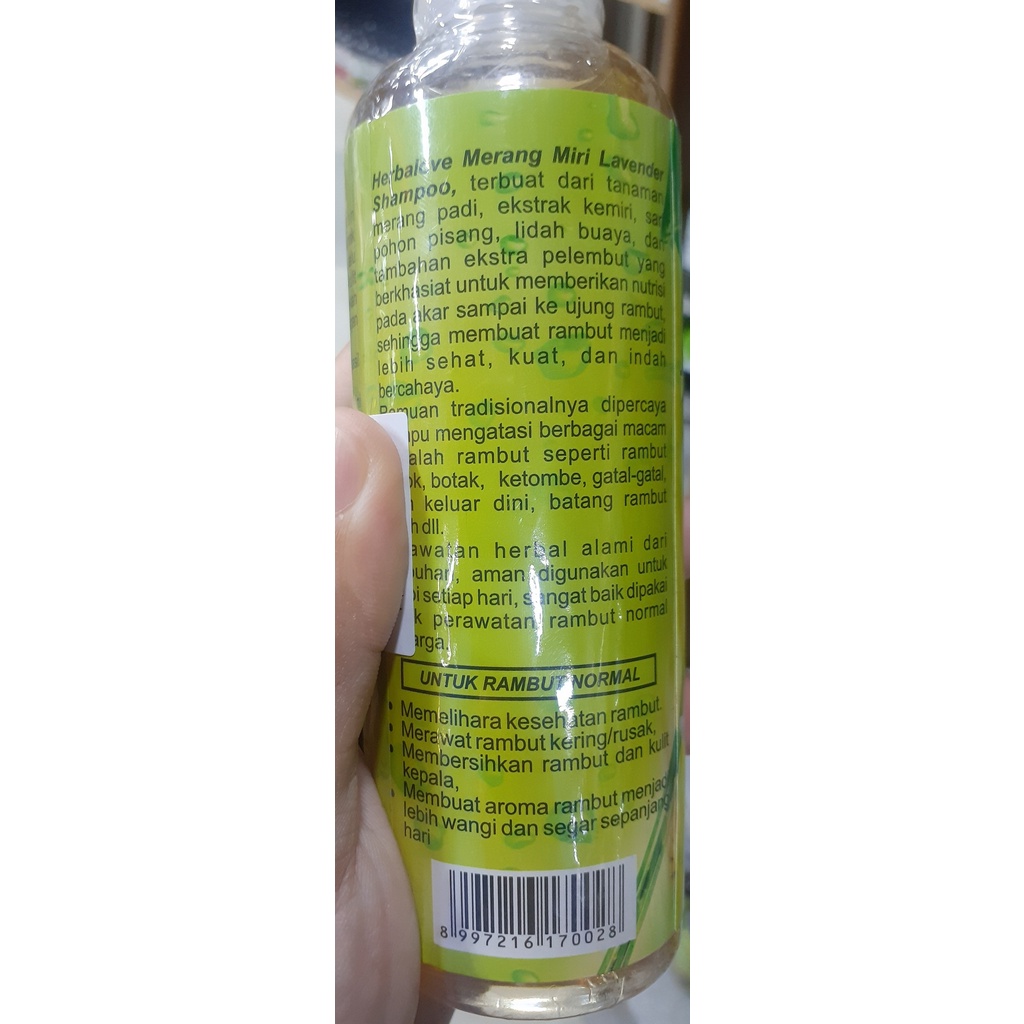 Herbalove Merang Miri Lavender
Shampoo, terbuat dari tanaman
merang padi, ekstrak kemiri, sari
pohon pisang, lidah buaya, dan
tambahan ekstra pelembut yang
berkhasiat untuk memberikan nutrisi
pada akar sampai ke ujung rambut,
sehingga membuat rambut menjadi
lebih sehat, kuat, dan indah
bercahaya.
Ramuan tradisionalnya dipercaya
mengatasi berbagai macam
rambut seperti rambut
botak, ketombe, gatal-gatal,
keluar dini, batang rambut
dll.
herbal alami dari
aman digunakan untuk
setiap hari, sangat baik dipakai
perawatan rambut normal
UNTUK RAMBUT NORMAL
• Memelihara kesehatan rambut.
• Merawat rambut kering/rusak,
• Membersihkan rambut dan kulit
kepala,
• Membuat aroma rambut menjadi
lebih wangi dan segar sepanjang
hari
8 997216 170028